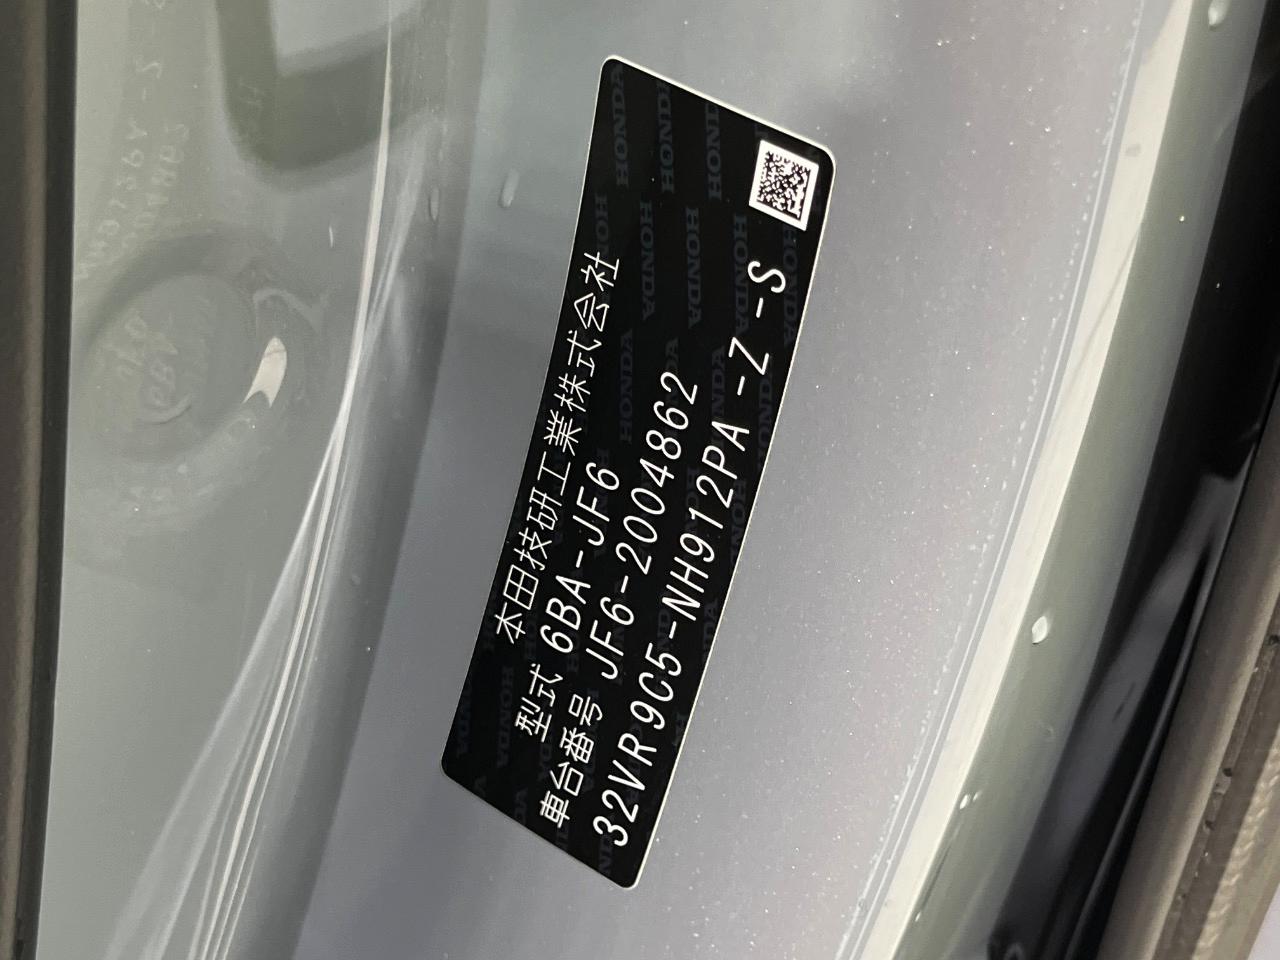 本田技研工業株式会社
型式 6BA-JF6
車台番号 JF6-2004862
32VR9C5-NH912PA-Z-S